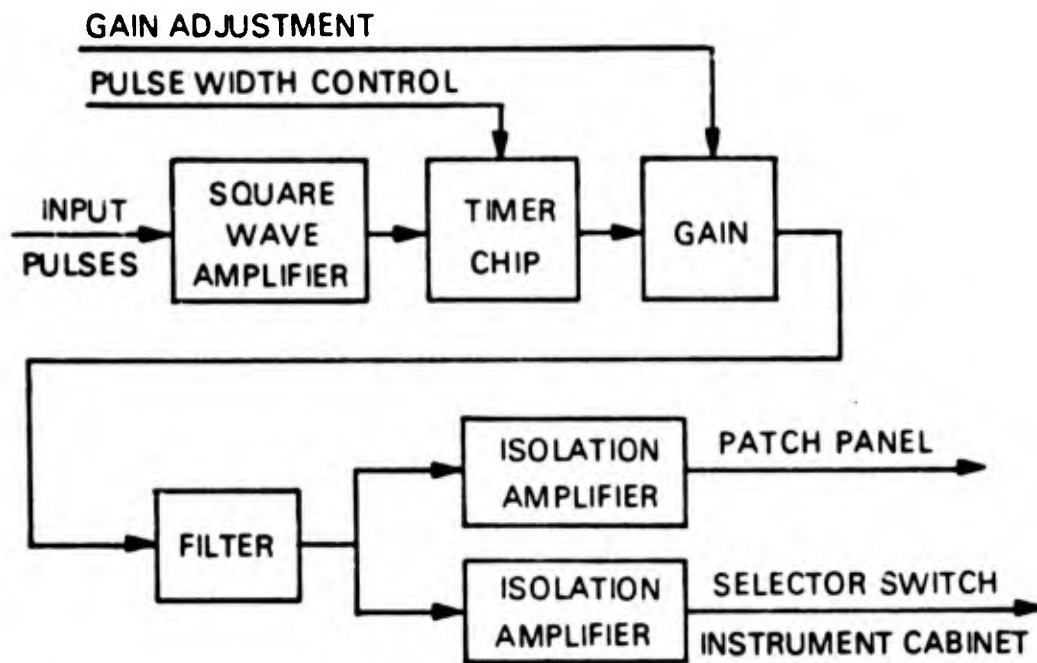 GAIN ADJUSTMENT
PULSE WIDTH CONTROL
INPUT
PULSES
SQUARE
WAVE
AMPLIFIER
TIMER
CHIP
GAIN
FILTER
ISOLATION
AMPLIFIER
PATCH PANEL
ISOLATION
AMPLIFIER
SELECTOR SWITCH
INSTRUMENT CABINET